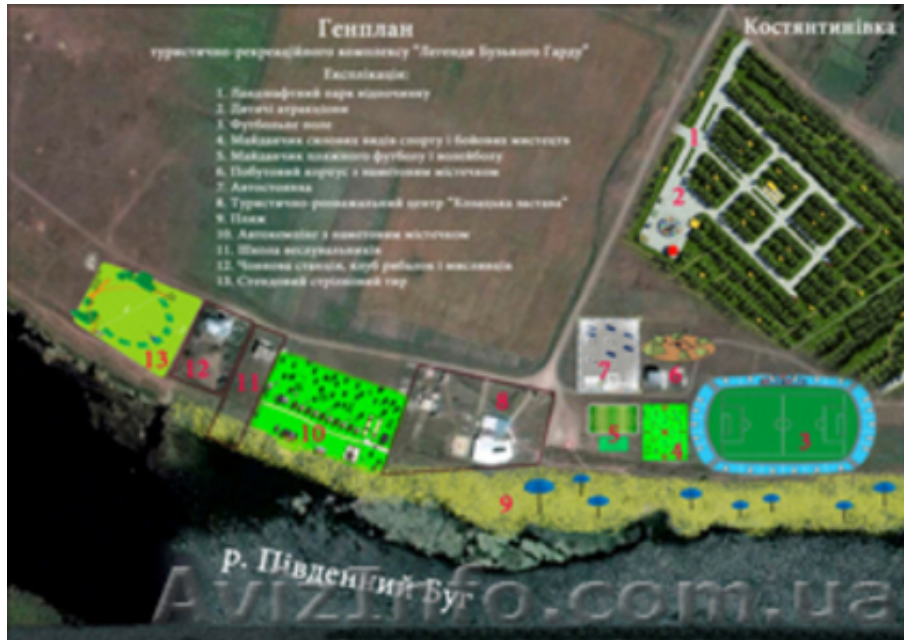 Генплан
Костянтинівка
туристично-рекреаційного комплексу "Легенди Бузького Гарду"
Експлікація:
1. Ландшафтний парк відпочинку
2. Дитячі атракціони
3. Футбольне поле
4. Майданчик силових видів спорту і бойових мистецтв
5. Майданчик пляжного футболу і волейболу
6. Побутовий корпус з наметовим містечком
7. Автостоянка
8. Туристично-розважальний центр "Козацька застава"
9. Пляж
10. Автокемпінг з наметовим містечком
11. Школа веслувальників
12. Човнова станція, клуб рибалок і мисливців
13. Стендовий стрілковий тир
1
2
13
12
11
10
8
7
6
5
4
3
9
р. Південний Буг
AvizInfo.com.ua